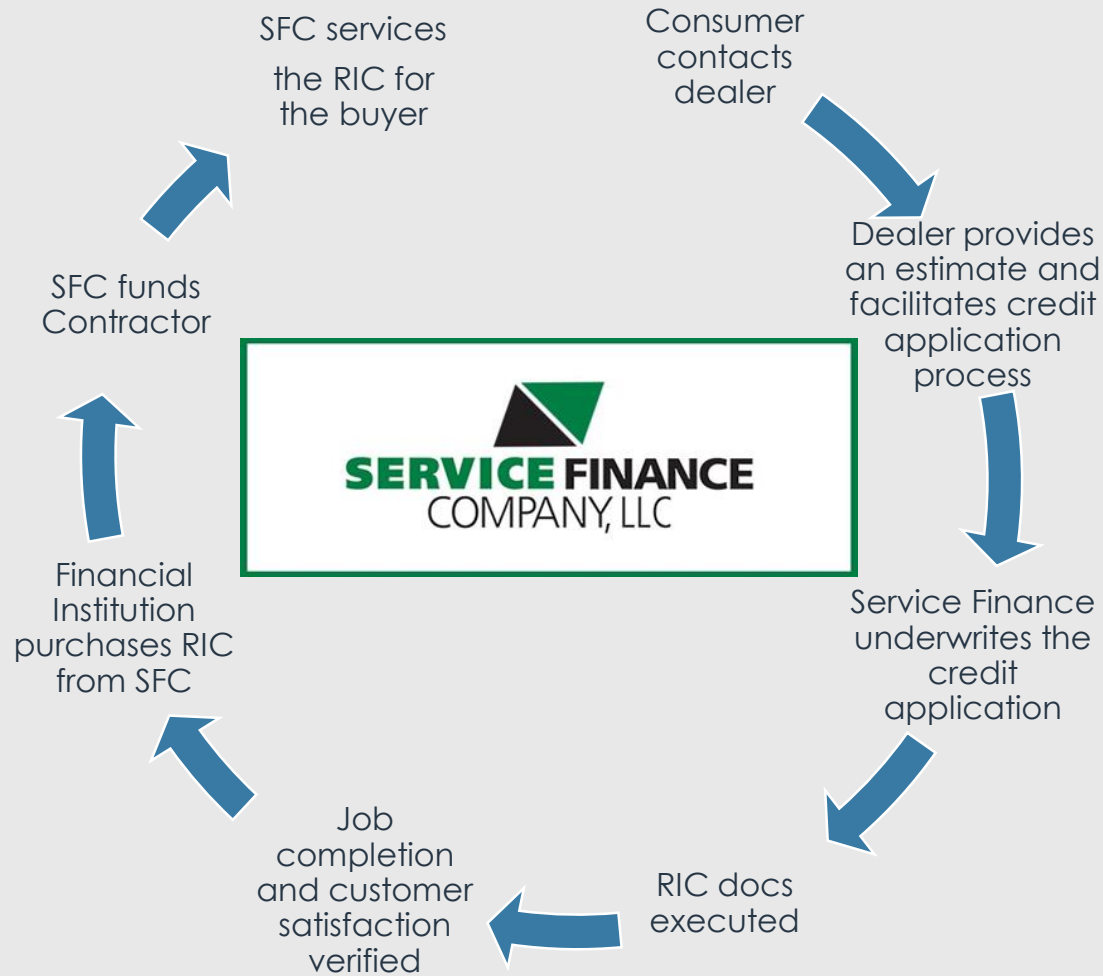 Consumer
contacts
dealer
Dealer provides
an estimate and
facilitates credit
application
process
Service Finance
underwrites the
credit
application
RIC docs
executed
Job
completion
and customer
satisfaction
verified
Financial
Institution
purchases RIC
from SFC
SFC funds
Contractor
SFC services
the RIC for
the buyer
SERVICE FINANCE
COMPANY, LLC